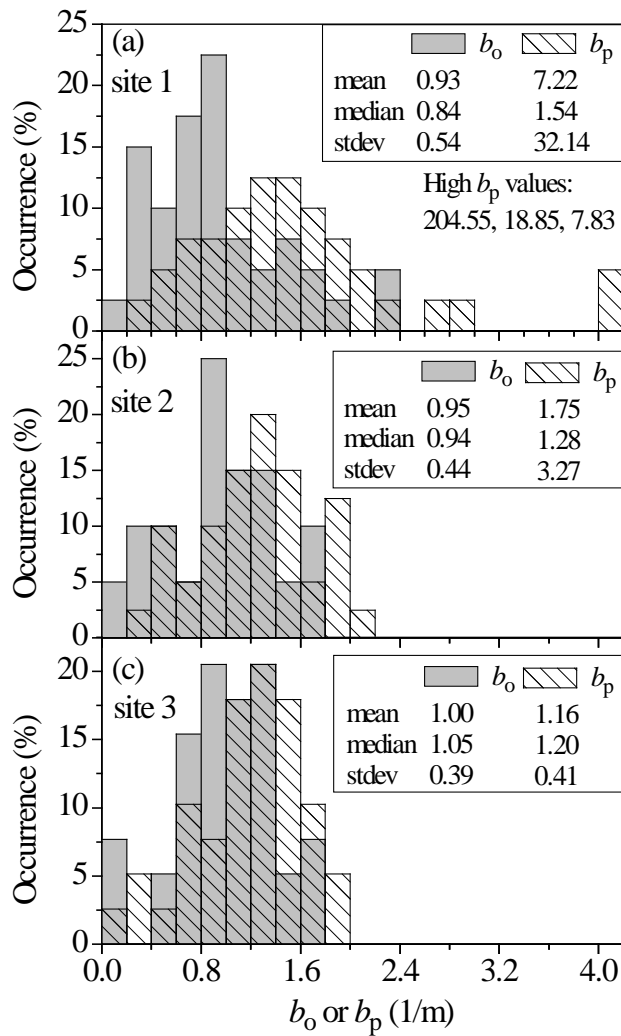 25
20
15
10
5
0
Occurrence (%)
(a)
site 1
b_o b_p
mean 0.93 7.22
median 0.84 1.54
stdev 0.54 32.14
High b_p values:
204.55, 18.85, 7.83
25
20
15
10
5
0
Occurrence (%)
(b)
site 2
b_o b_p
mean 0.95 1.75
median 0.94 1.28
stdev 0.44 3.27
20
15
10
5
0
Occurrence (%)
(c)
site 3
b_o b_p
mean 1.00 1.16
median 1.05 1.20
stdev 0.39 0.41
0.0 0.8 1.6 2.4 3.2 4.0
b_o or b_p (1/m)